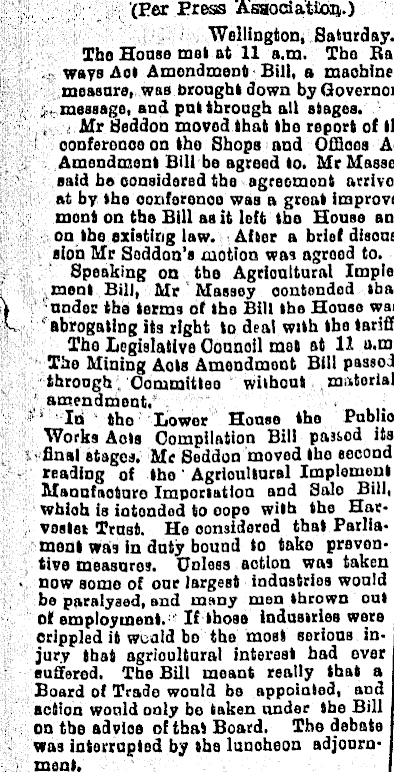 (Per Press Association.)
Wellington, Saturday.
The House met at 11 a.m. The Ra
ways Act Amendment Bill, a machine
measure, was brought down by Governo
message, and put through all stages.
Mr Seddon moved that the report of t
conference on the Shops and Offices A
Amendment Bill be agreed to. Mr Masse
said he considered the agreement arrive
at by the conference was a great improv
ment on the Bill as it left the House an
on the existing law. After a brief discus
sion Mr Seddon's motion was agreed to.
Speaking on the Agricultural Imple
ment Bill, Mr Massey contended tha
under the terms of the Bill the House wa
abrogating its right to deal with the tariff
The Legislative Council met at 11 a.m
The Mining Acts Amendment Bill passed
through Committee without material
amendment.
In the Lower House the Public
Works Acts Compilation Bill passed its
final stages. Mr Seddon moved the second
reading of the Agricultural Implement
Manufacture Importation and Sale Bill,
which is intended to cope with the Har-
vester Trust. He considered that Parlia-
ment was in duty bound to take preven-
tive measures. Unless action was taken
now some of our largest industries would
be paralysed, and many men thrown out
of employment. If those industries were
crippled it would be the most serious in-
jury that agricultural interest had ever
suffered. The Bill meant really that a
Board of Trade would be appointed, and
action would only be taken under the Bill
on the advice of that Board. The debate
was interrupted by the luncheon adjourn-
ment.